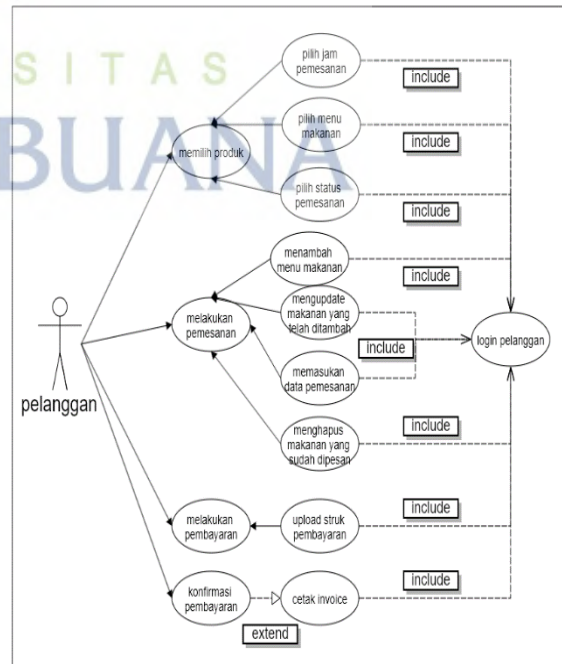 SITAS
BUANA
pilih jam
pemesanan
include
pilih menu
makanan
include
memilih produk
pilih status
pemesanan
include
menambah
menu makanan
include
mengupdate
makanan yang
telah ditambah
melakukan
pemesanan
include
login pelanggan
memasukan
data pemesanan
pelanggan
menghapus
makanan yang
sudah dipesan
include
melakukan
pembayaran
upload struk
pembayaran
include
konfirmasi
pembayaran
cetak invoice
include
extend